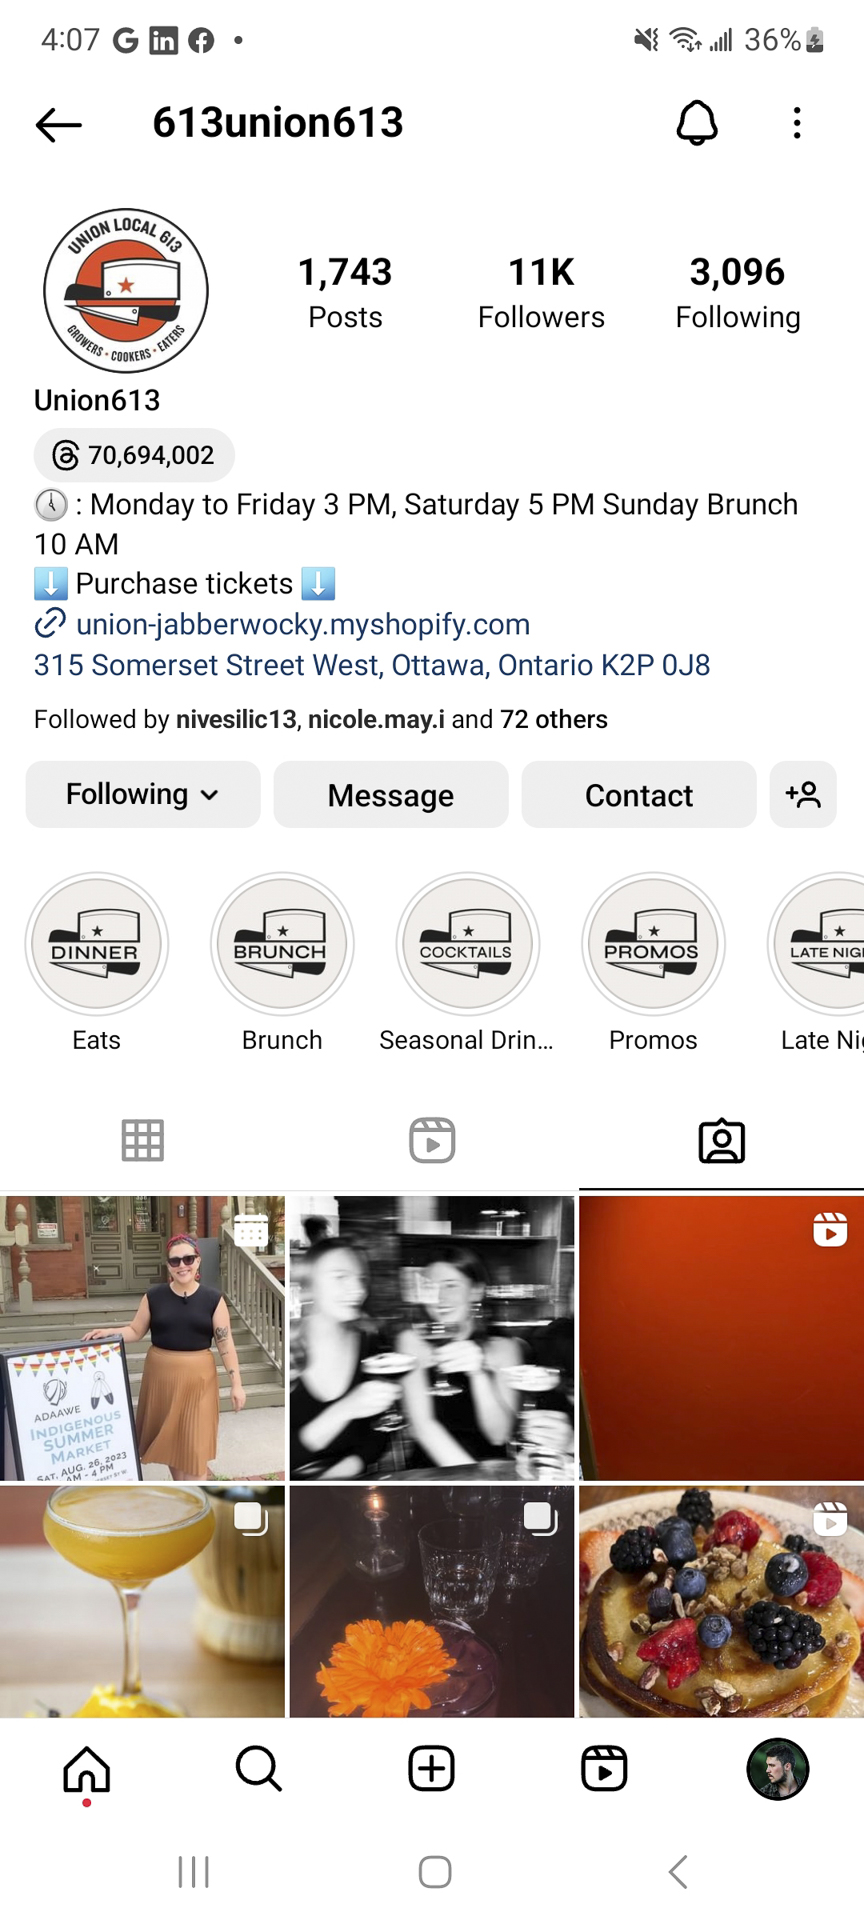 4:07
36%
613union613
UNION LOCAL 613
GROWERS • COOKERS • EATERS
1,743
Posts
11K
Followers
3,096
Following
Union613
70,694,002
: Monday to Friday 3 PM, Saturday 5 PM Sunday Brunch
10 AM
⬇️ Purchase tickets ⬇️
union-jabberwocky.myshopify.com
315 Somerset Street West, Ottawa, Ontario K2P 0J8
Followed by nivesilic13, nicole.may.i and 72 others
Following
Message
Contact
DINNER
BRUNCH
COCKTAILS
PROMOS
LATE NIG
Eats
Brunch
Seasonal Drin...
Promos
Late Ni
ADAAWE
INDIGENOUS
SUMMER
MARKET
SAT, AUG. 26, 2023
AM - 4 PM